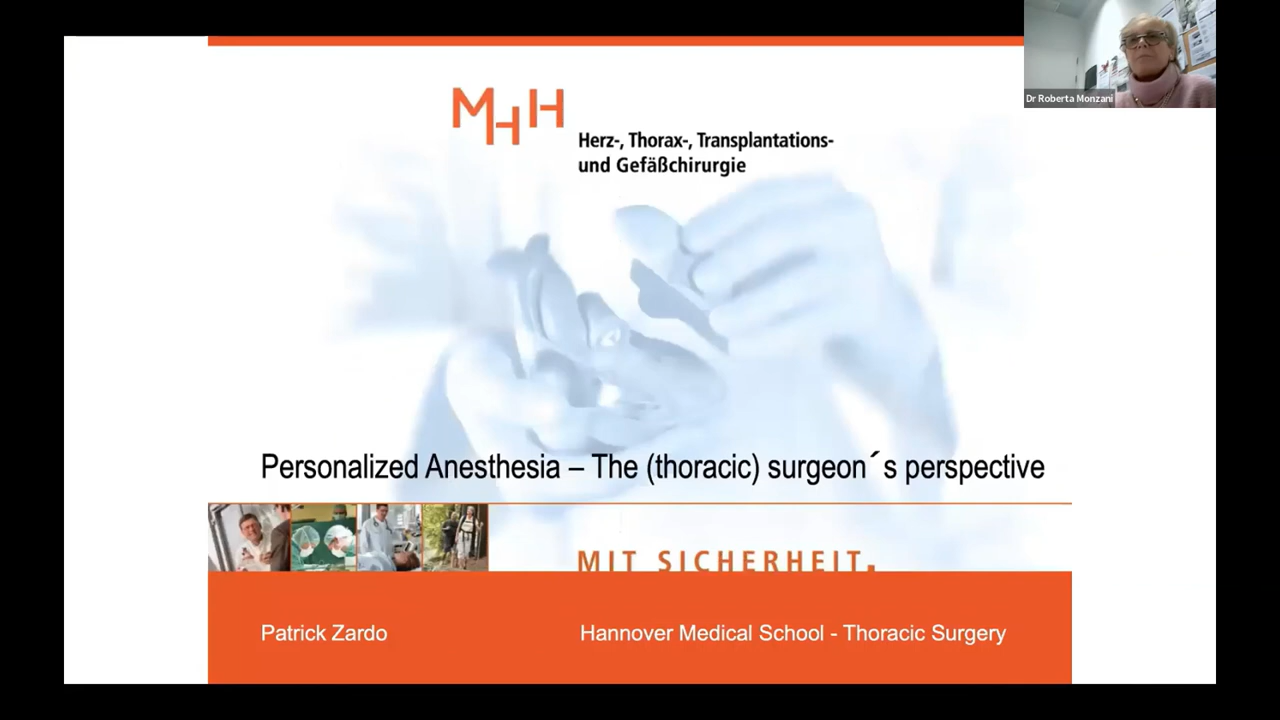 Dr Roberta Monzani
MHH
Herz-, Thorax-, Transplantations-
und Gefäßchirurgie
Personalized Anesthesia – The (thoracic) surgeon´s perspective
MIT SICHERHEIT.
Patrick Zardo
Hannover Medical School - Thoracic Surgery